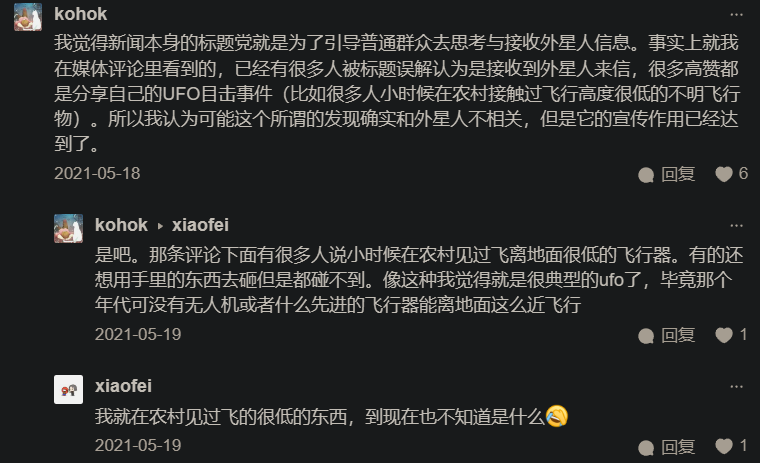 kohok
我觉得新闻本身的标题党就是为了引导普通群众去思考与接收外星人信息。事实上就我
在媒体评论里看到的，已经有很多人被标题误解认为是接收到外星人来信，很多高赞都
是分享自己的UFO目击事件（比如很多人小时候在农村接触过飞行高度很低的不明飞行
物）。所以我认为可能这个所谓的发现确实和外星人不相关，但是它的宣传作用已经达
到了。
2021-05-18 回复 6
kohok ▸ xiaofei
是吧。那条评论下面有很多人说小时候在农村见过飞离地面很低的飞行器。有的还
想用手里的东西去砸但是都碰不到。像这种我觉得就是很典型的ufo了，毕竟那个
年代可没有无人机或者什么先进的飞行器能离地面这么近飞行
2021-05-19 回复 1
xiaofei
我就在农村见过飞的很低的东西，到现在也不知道是什么🤣
2021-05-19 回复 1